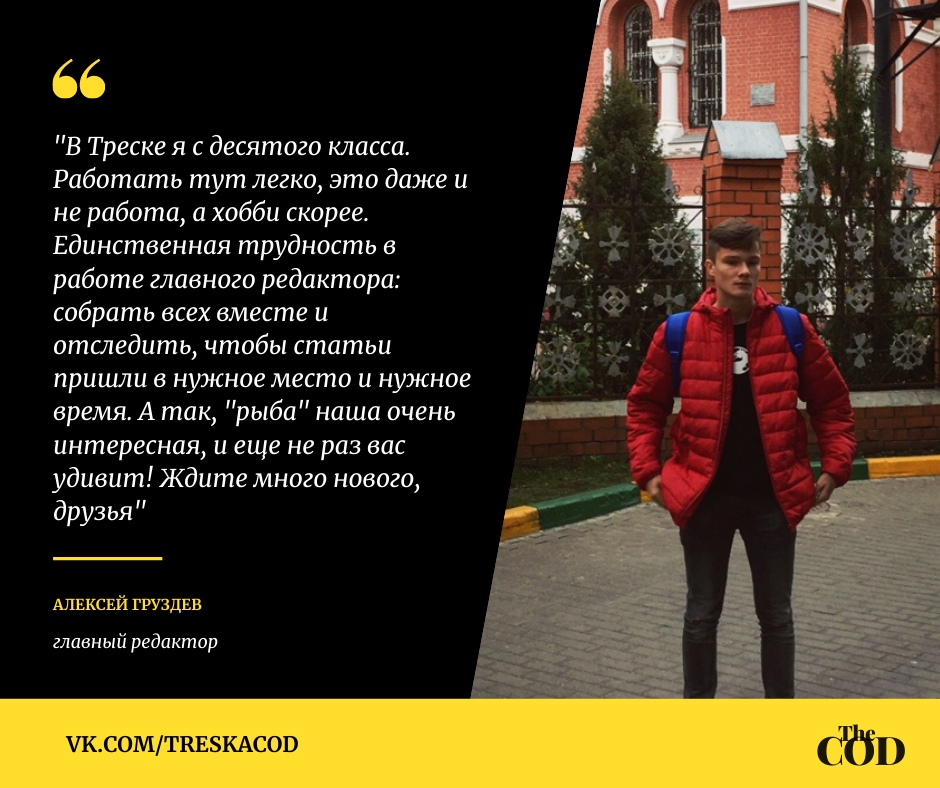 "В Треске я с десятого класса.
Работать тут легко, это даже и
не работа, а хобби скорее.
Единственная трудность в
работе главного редактора:
собрать всех вместе и
отследить, чтобы статьи
пришли в нужное место и нужное
время. А так, "рыба" наша очень
интересная, и еще не раз вас
удивит! Ждите много нового,
друзья"
АЛЕКСЕЙ ГРУЗДЕВ
главный редактор
VK.COM/TRESKACOD
The
COD